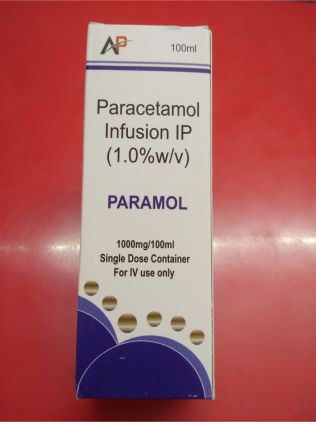 AP
100ml
Paracetamol
Infusion IP
(1.0%w/v)
PARAMOL
1000mg/100ml
Single Dose Container
For IV use only